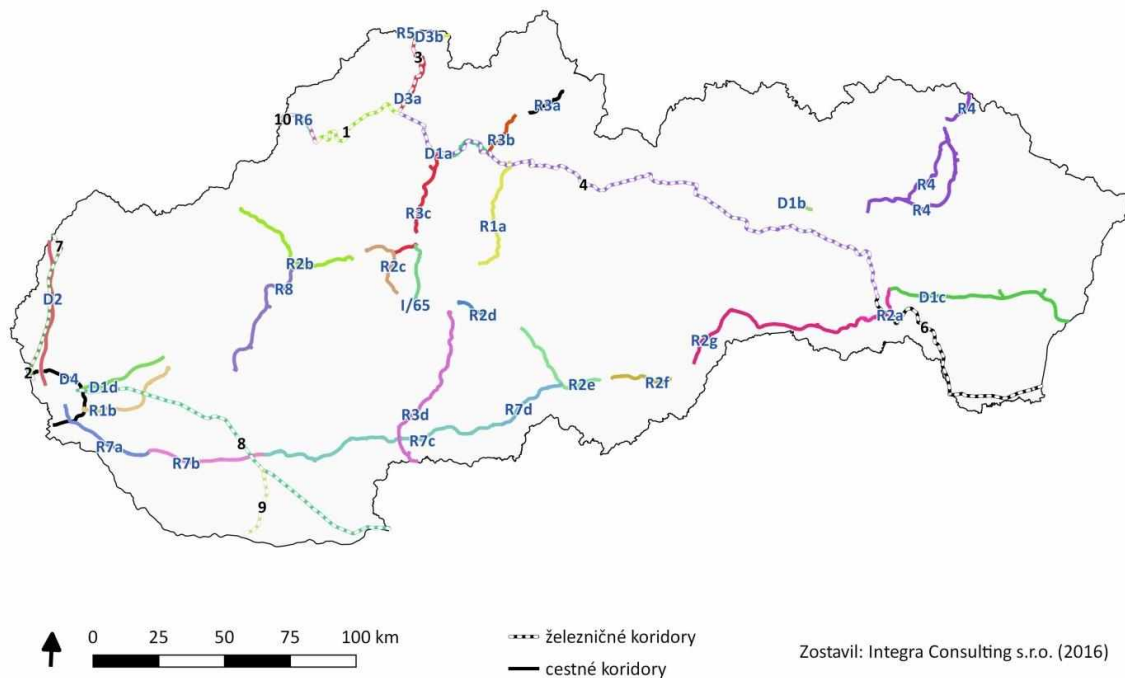 R5 D3b
3
D3a
R3a
R4
10 R6
1
R3b
D1a
4
R4
R3c
R1a
D1b
R4
7
R2b
R2c
R8
D2
I/65
R2d
D1c
R2a
6
R2g
2
D4
D1d
R2e
R2f
R1b
R3d
R7d
R7a
8
R7c
R7b
9
0 25 50 75 100 km
železničné koridory
cestné koridory
Zostavil: Integra Consulting s.r.o. (2016)